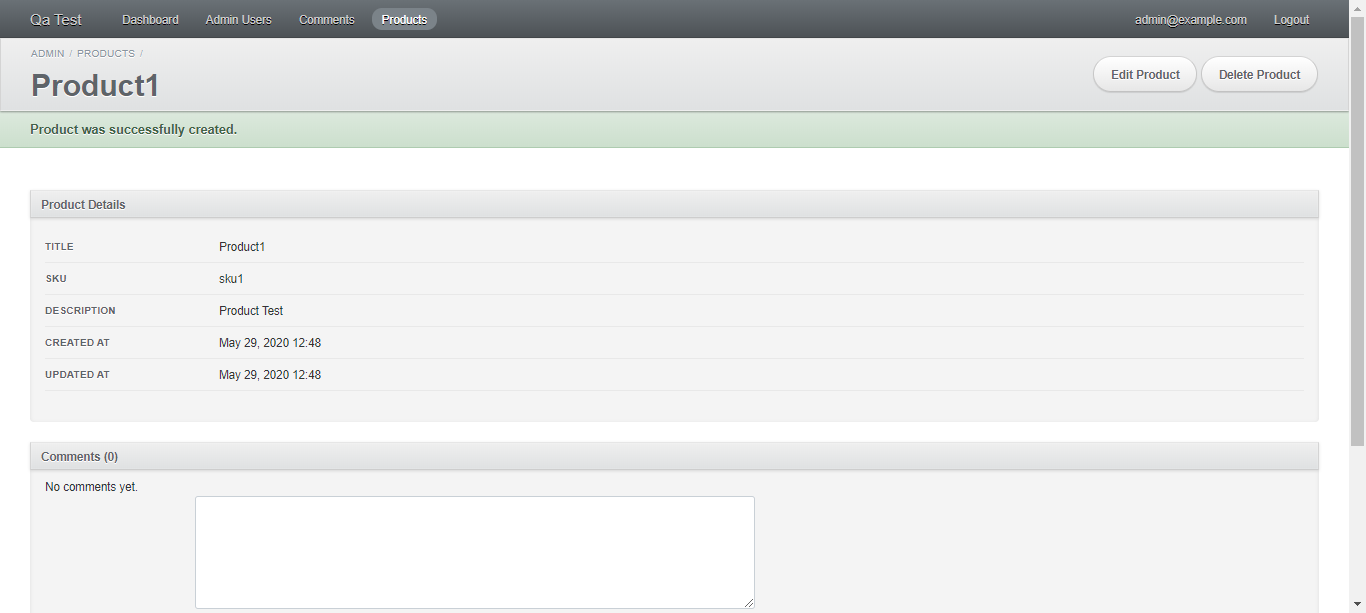 Qa Test Dashboard Admin Users Comments Products admin@example.com Logout
ADMIN / PRODUCTS /
Product1
Edit Product Delete Product
Product was successfully created.
Product Details
TITLE Product1
SKU sku1
DESCRIPTION Product Test
CREATED AT May 29, 2020 12:48
UPDATED AT May 29, 2020 12:48
Comments (0)
No comments yet.